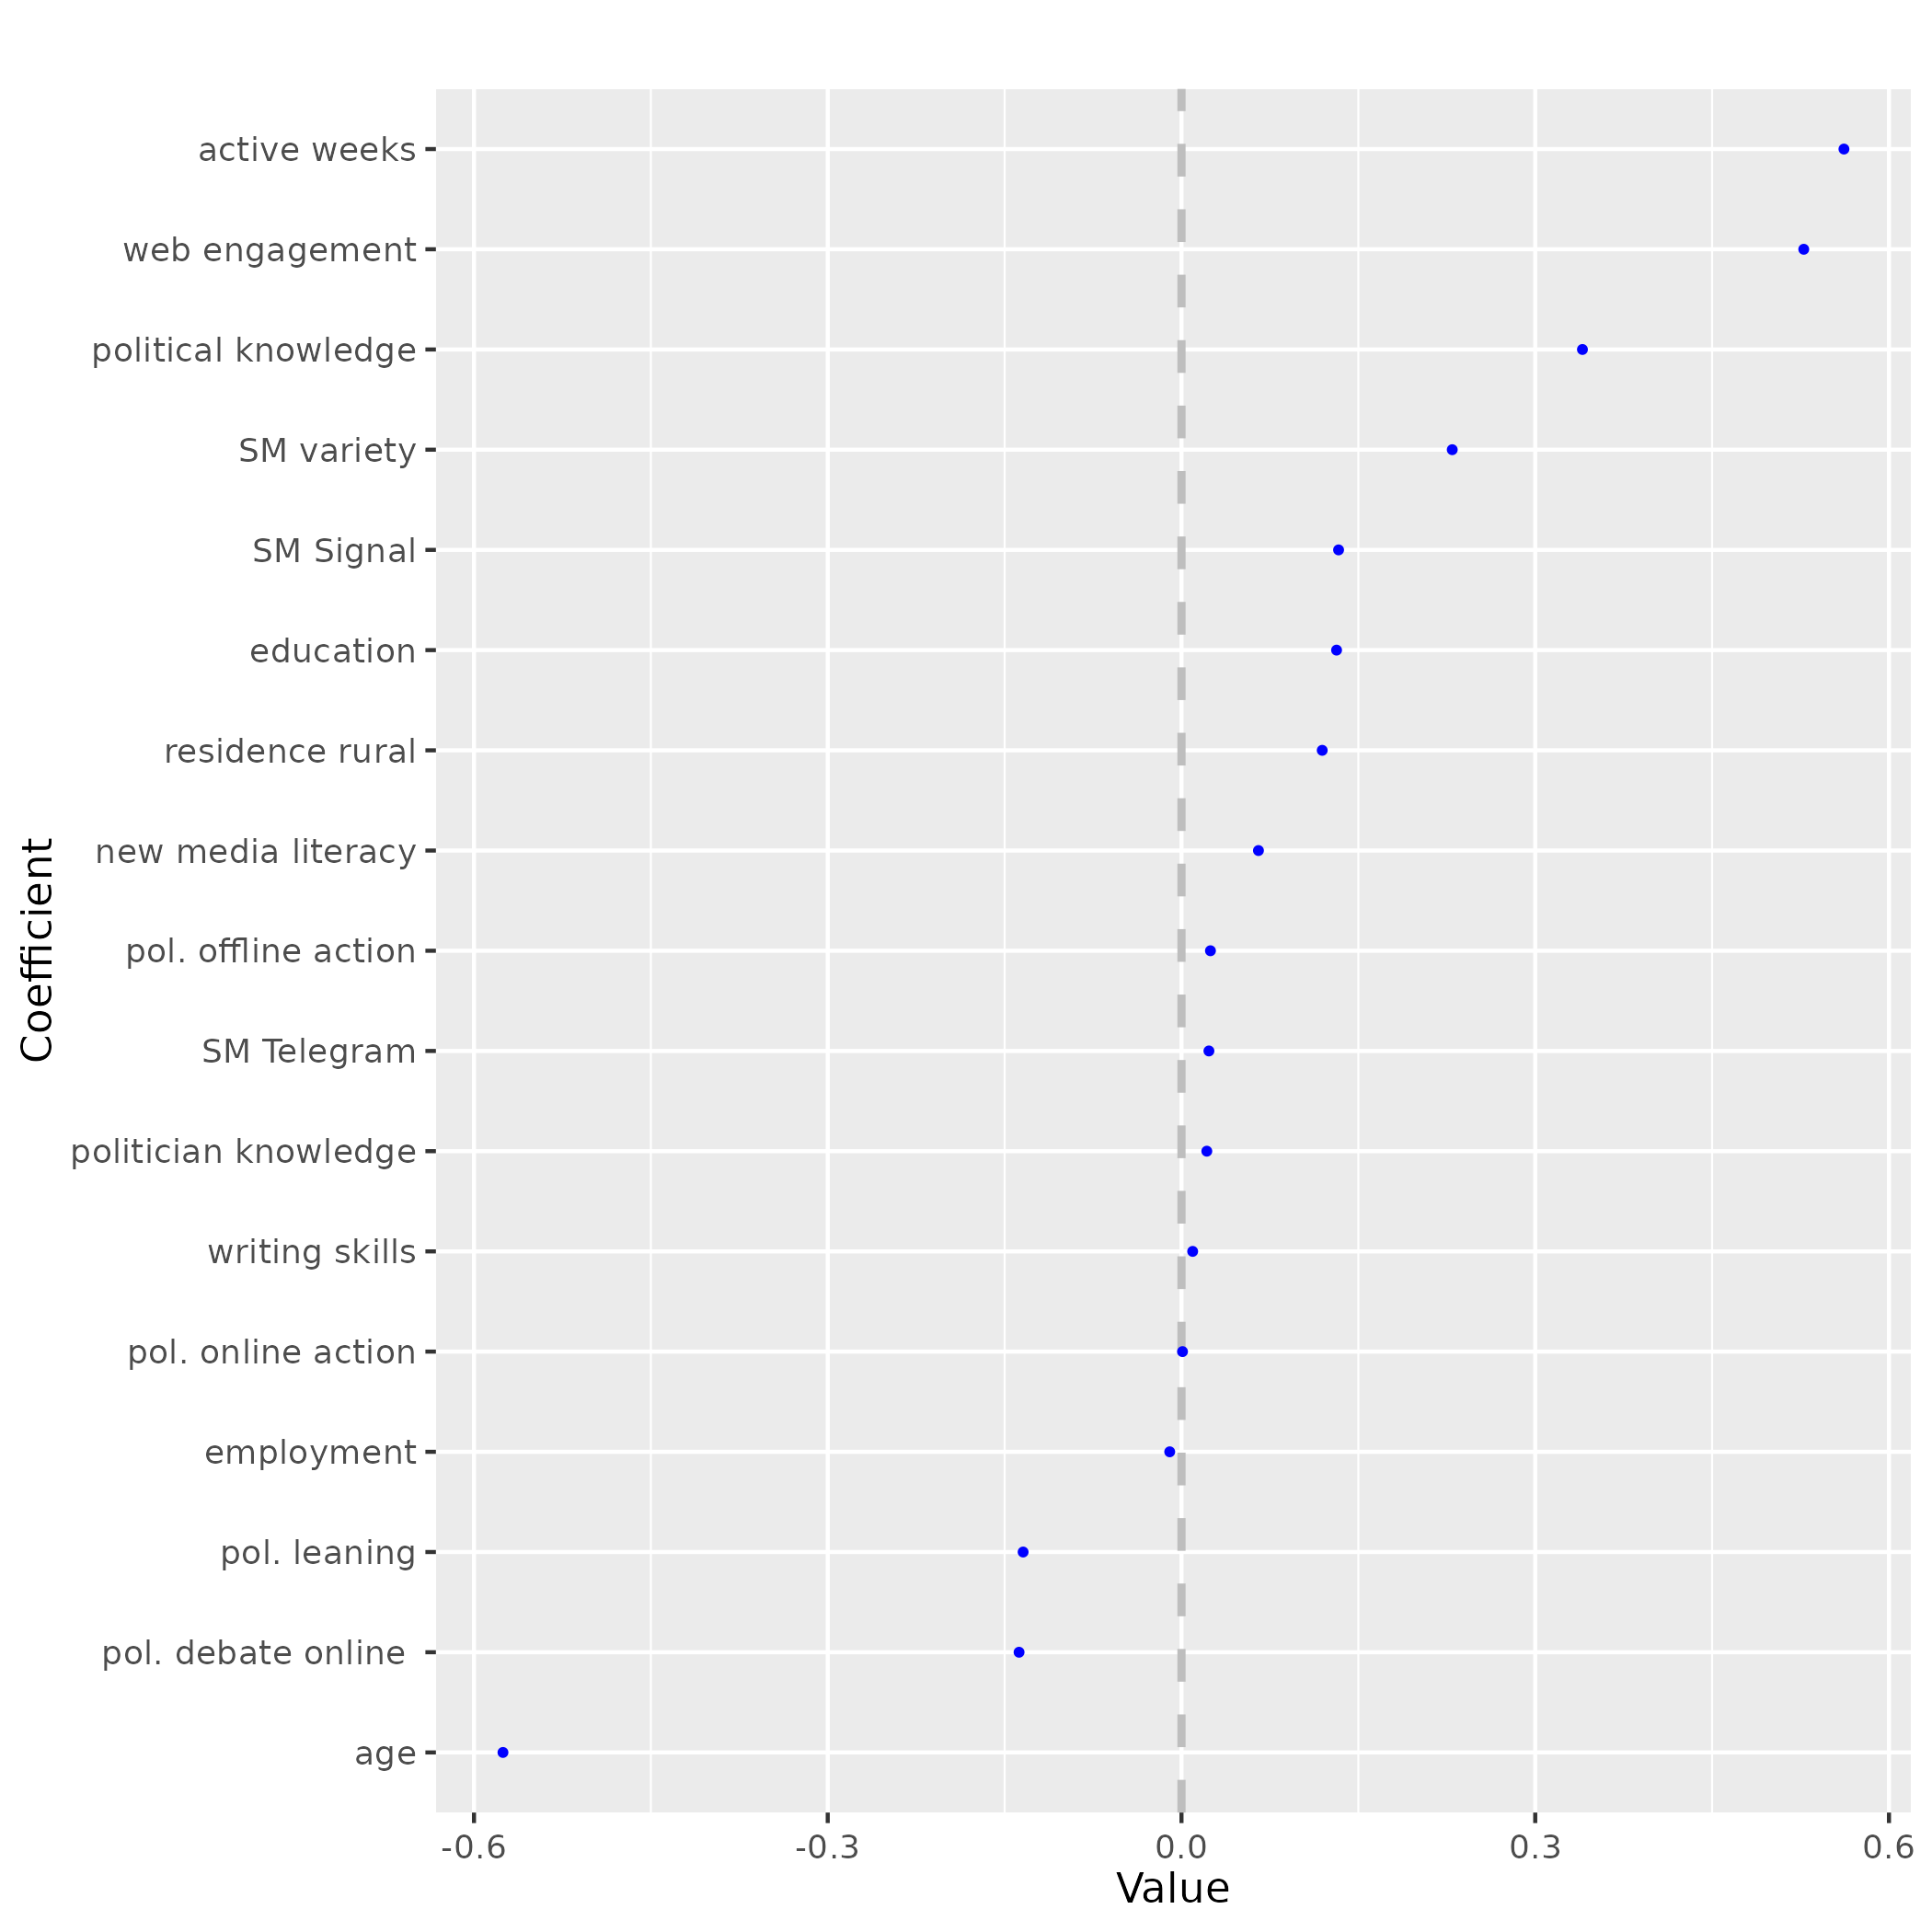 active weeks
web engagement
political knowledge
SM variety
SM Signal
education
residence rural
new media literacy
pol. offline action
SM Telegram
politician knowledge
writing skills
pol. online action
employment
pol. leaning
pol. debate online
age
Coefficient
-0.6 -0.3 0.0 0.3 0.6
Value